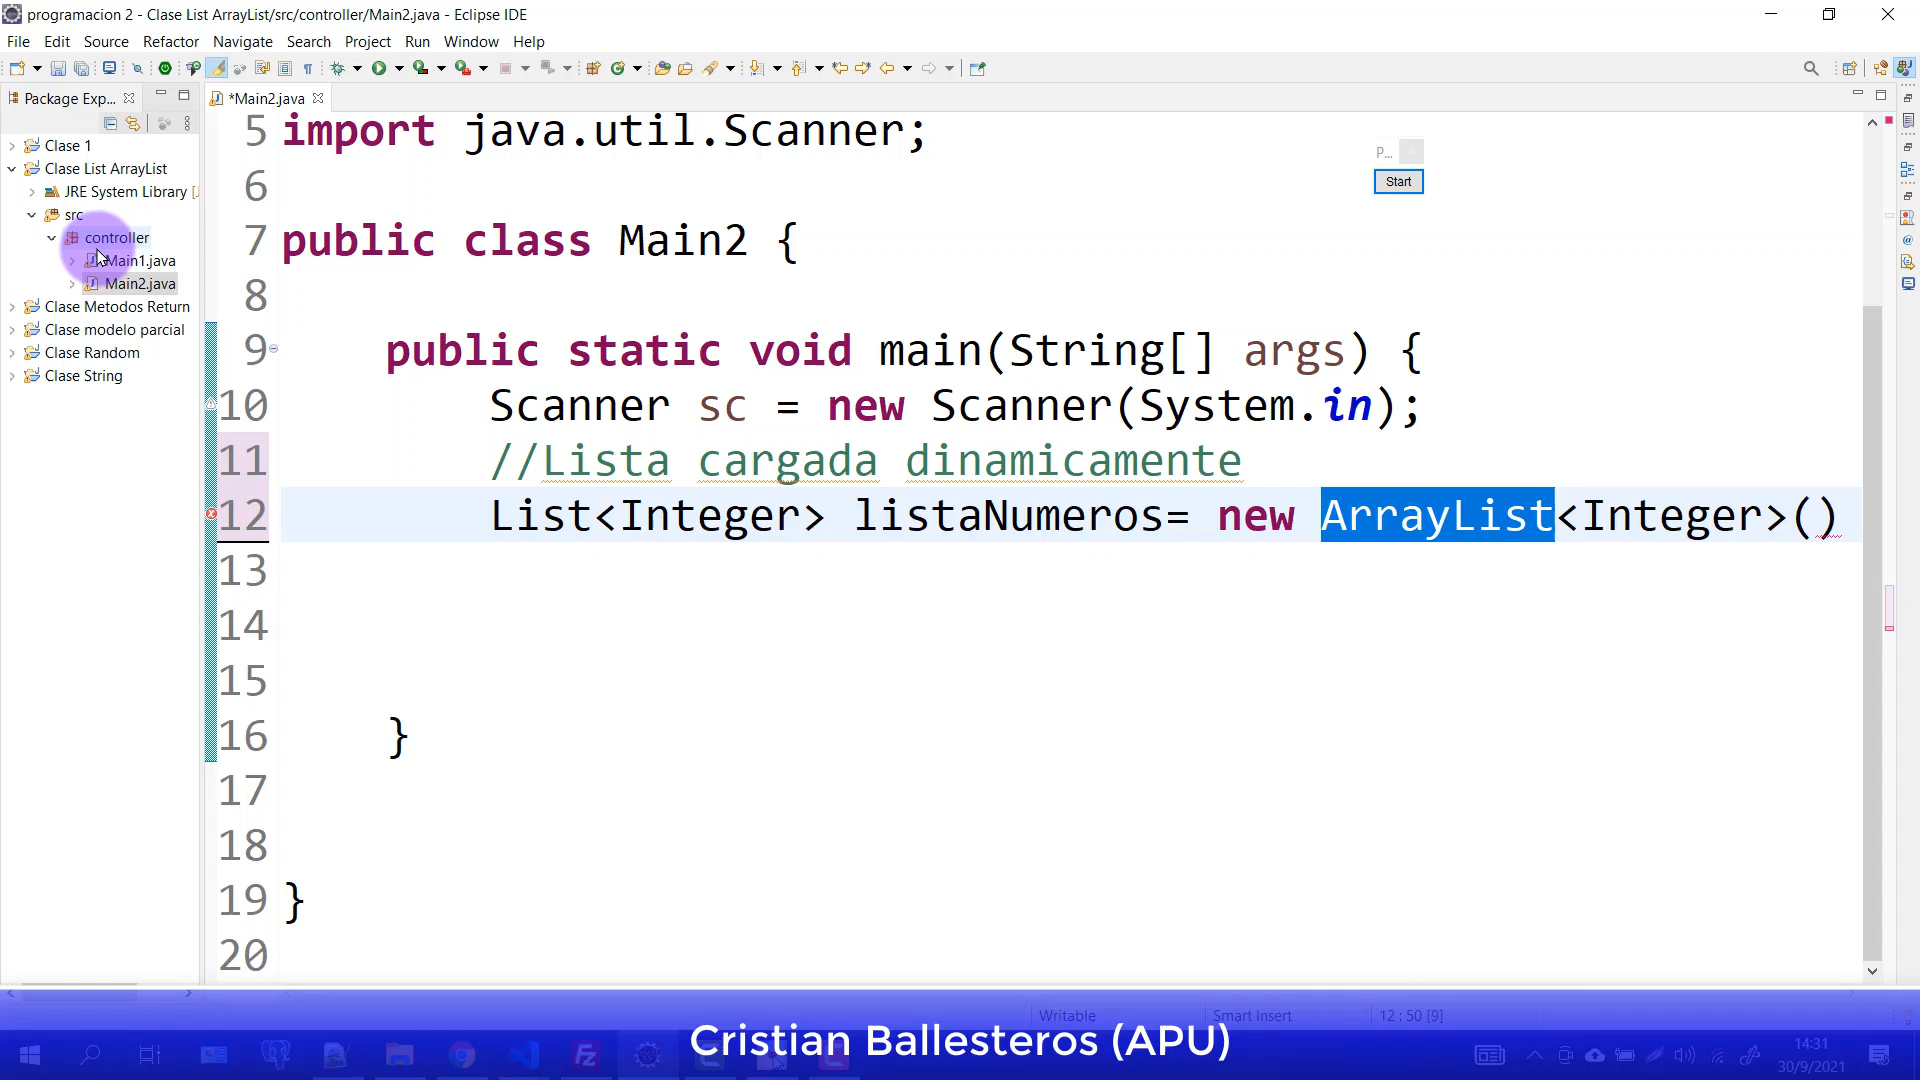 programacion 2 - Clase List ArrayList/src/controller/Main2.java - Eclipse IDE
File Edit Source Refactor Navigate Search Project Run Window Help
Package Exp...
*Main2.java
Clase 1
Clase List ArrayList
JRE System Library [J
src
controller
Main1.java
Main2.java
Clase Metodos Return
Clase modelo parcial
Clase Random
Clase String
5 import java.util.Scanner;
6
7 public class Main2 {
8
9 public static void main(String[] args) {
10 Scanner sc = new Scanner(System.in);
11 //Lista cargada dinamicamente
12 List<Integer> listaNumeros= new ArrayList<Integer>()
13
14
15
16 }
17
18
19 }
20
P...
Start
Writable Smart Insert 12 : 50 [9]
Cristian Ballesteros (APU)
14:31
30/9/2021